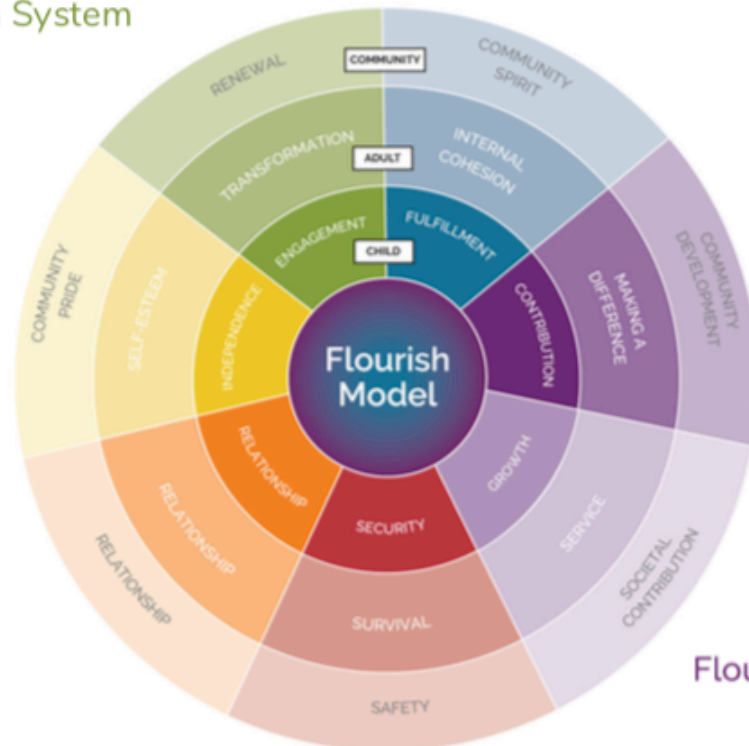 System
COMMUNITY
ADULT
CHILD
RENEWAL
COMMUNITY
SPIRIT
TRANSFORMATION
INTERNAL
COHESION
ENGAGEMENT
FULFILLMENT
COMMUNITY
PRIDE
SELF-ESTEEM
INDEPENDENCE
CONTRIBUTION
MAKING A
DIFFERENCE
COMMUNITY
DEVELOPMENT
Flourish
Model
RELATIONSHIP
RELATIONSHIP
RELATIONSHIP
SECURITY
SURVIVAL
SAFETY
GROWTH
SERVICE
SOCIETAL
CONTRIBUTION
Flou